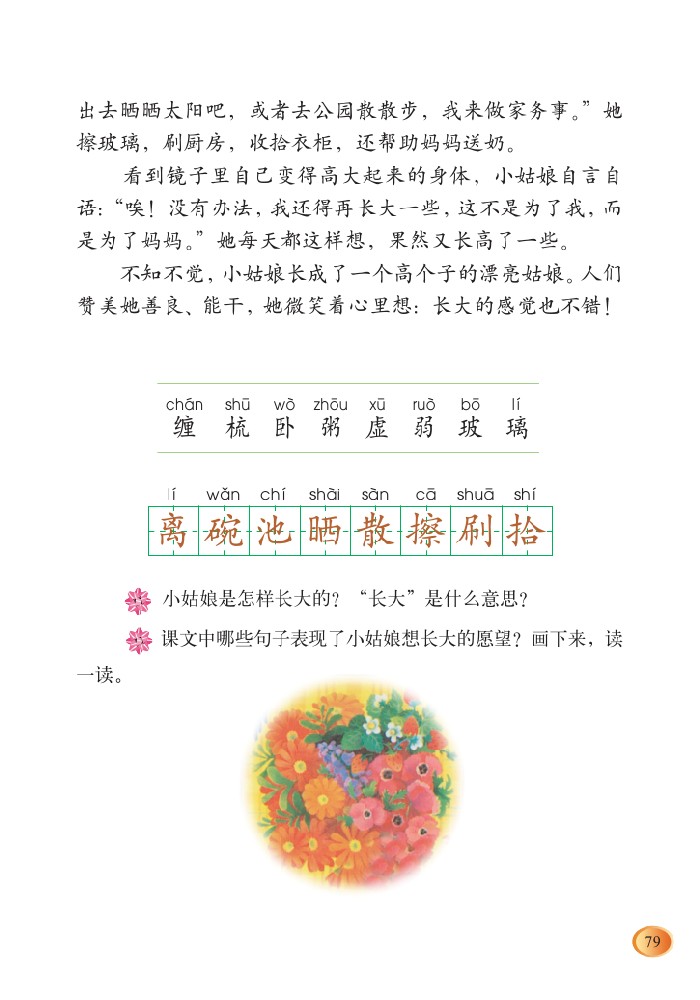 出去晒晒太阳吧，或者去公园散散步，我来做家务事。”她
擦玻璃，刷厨房，收拾衣柜，还帮助妈妈送奶。
看到镜子里自己变得高大起来的身体，小姑娘自言自
语：“唉！没有办法，我还得再长大一些，这不是为了我，而
是为了妈妈。”她每天都这样想，果然又长高了一些。
不知不觉，小姑娘长成了一个高个子的漂亮姑娘。人们
赞美她善良、能干，她微笑着心里想：长大的感觉也不错！
chán shū wò zhōu xū ruò bō lí
缠 梳 卧 粥 虚 弱 玻 璃
lí wǎn chí shài sàn cā shuā shí
离 碗 池 晒 散 擦 刷 拾
小姑娘是怎样长大的？“长大”是什么意思？
课文中哪些句子表现了小姑娘想长大的愿望？画下来，读
一读。
79